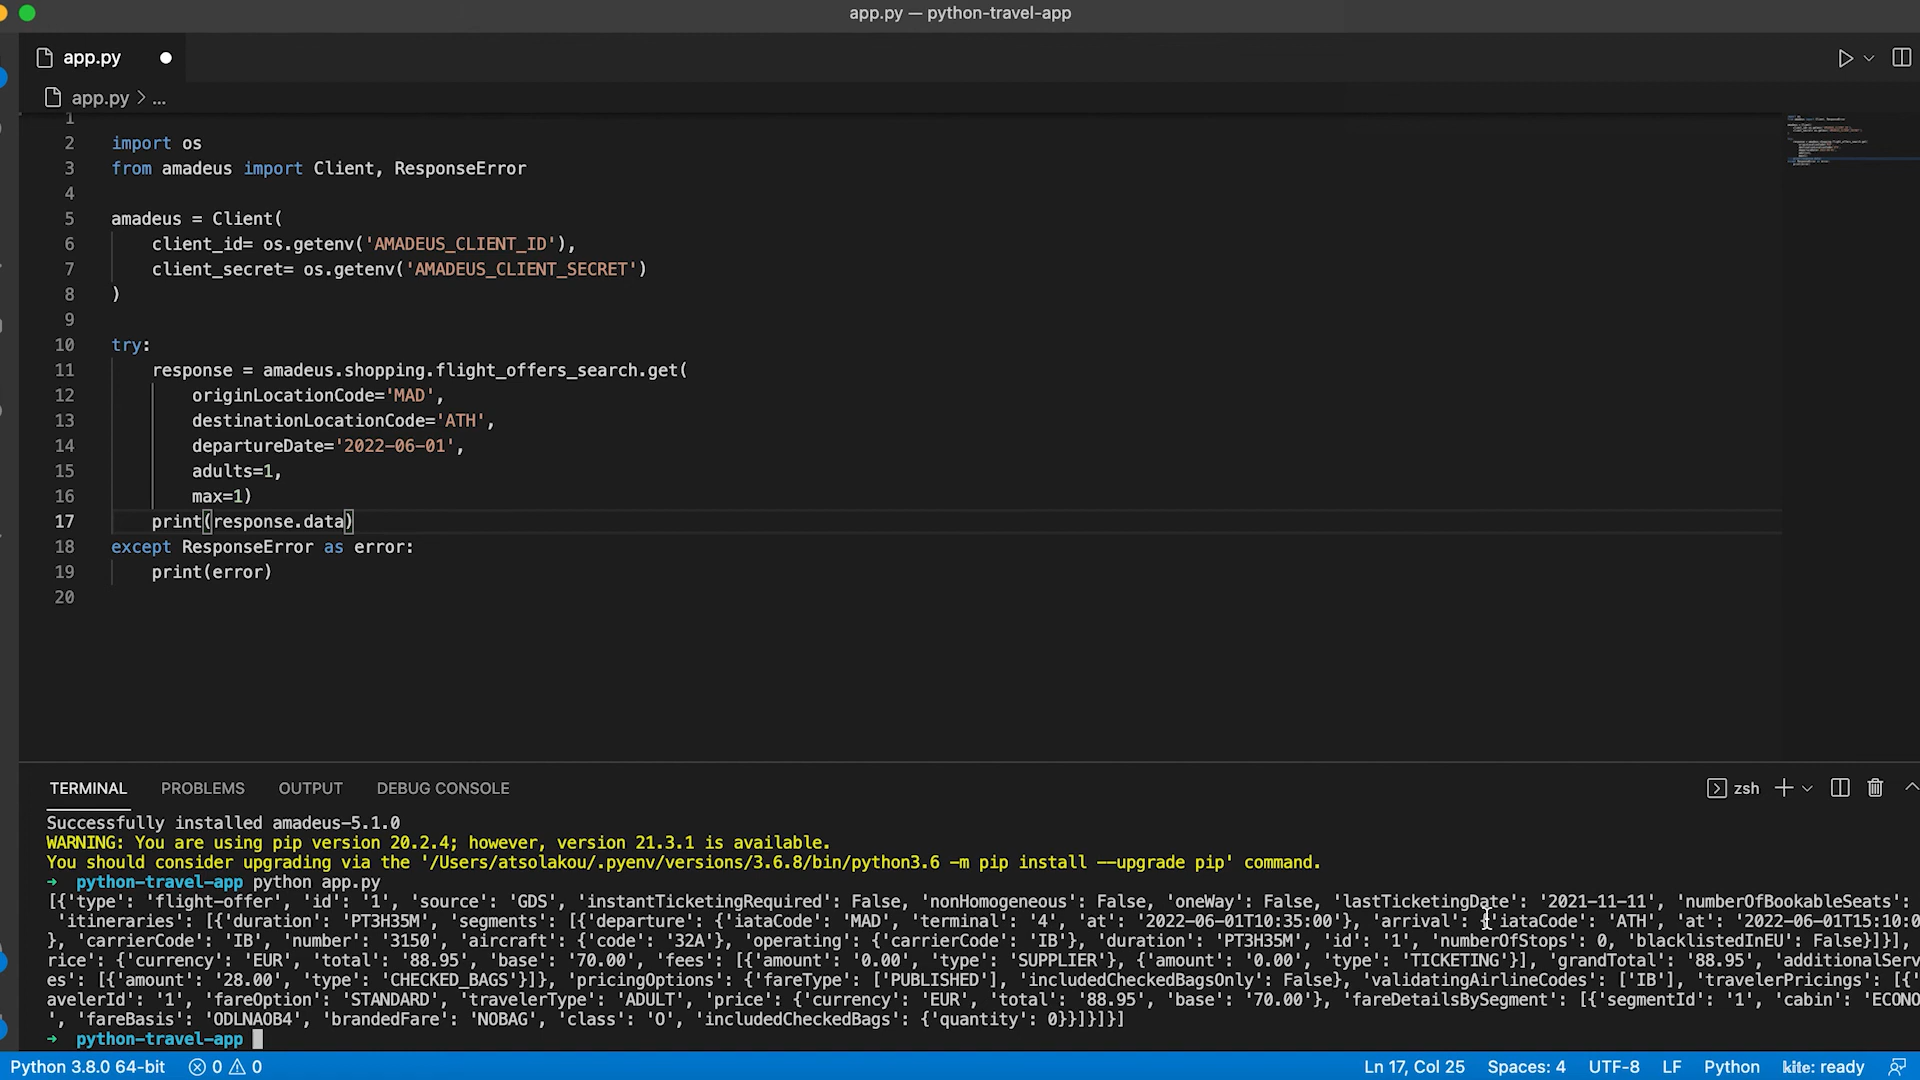 app.py — python-travel-app
app.py
app.py > ...
1
2 import os
3 from amadeus import Client, ResponseError
4
5 amadeus = Client(
6 client_id= os.getenv('AMADEUS_CLIENT_ID'),
7 client_secret= os.getenv('AMADEUS_CLIENT_SECRET')
8 )
9
10 try:
11 response = amadeus.shopping.flight_offers_search.get(
12 originLocationCode='MAD',
13 destinationLocationCode='ATH',
14 departureDate='2022-06-01',
15 adults=1,
16 max=1)
17 print(response.data)
18 except ResponseError as error:
19 print(error)
20
TERMINAL PROBLEMS OUTPUT DEBUG CONSOLE zsh
Successfully installed amadeus-5.1.0
WARNING: You are using pip version 20.2.4; however, version 21.3.1 is available.
You should consider upgrading via the '/Users/atsolakou/.pyenv/versions/3.6.8/bin/python3.6 -m pip install --upgrade pip' command.
→ python-travel-app python app.py
[{'type': 'flight-offer', 'id': '1', 'source': 'GDS', 'instantTicketingRequired': False, 'nonHomogeneous': False, 'oneWay': False, 'lastTicketingDate': '2021-11-11', 'numberOfBookableSeats':
'itineraries': [{'duration': 'PT3H35M', 'segments': [{'departure': {'iataCode': 'MAD', 'terminal': '4', 'at': '2022-06-01T10:35:00'}, 'arrival': {'iataCode': 'ATH', 'at': '2022-06-01T15:10:0
}, 'carrierCode': 'IB', 'number': '3150', 'aircraft': {'code': '32A'}, 'operating': {'carrierCode': 'IB'}, 'duration': 'PT3H35M', 'id': '1', 'numberOfStops': 0, 'blacklistedInEU': False}]}],
rice': {'currency': 'EUR', 'total': '88.95', 'base': '70.00', 'fees': [{'amount': '0.00', 'type': 'SUPPLIER'}, {'amount': '0.00', 'type': 'TICKETING'}], 'grandTotal': '88.95', 'additionalServ
es': [{'amount': '28.00', 'type': 'CHECKED_BAGS'}]}, 'pricingOptions': {'fareType': ['PUBLISHED'], 'includedCheckedBagsOnly': False}, 'validatingAirlineCodes': ['IB'], 'travelerPricings': [{'
avelerId': '1', 'fareOption': 'STANDARD', 'travelerType': 'ADULT', 'price': {'currency': 'EUR', 'total': '88.95', 'base': '70.00'}, 'fareDetailsBySegment': [{'segmentId': '1', 'cabin': 'ECONO
', 'fareBasis': 'ODLNAOB4', 'brandedFare': 'NOBAG', 'class': 'O', 'includedCheckedBags': {'quantity': 0}}]}]}]
→ python-travel-app
Python 3.8.0 64-bit 0 0 Ln 17, Col 25 Spaces: 4 UTF-8 LF Python kite: ready